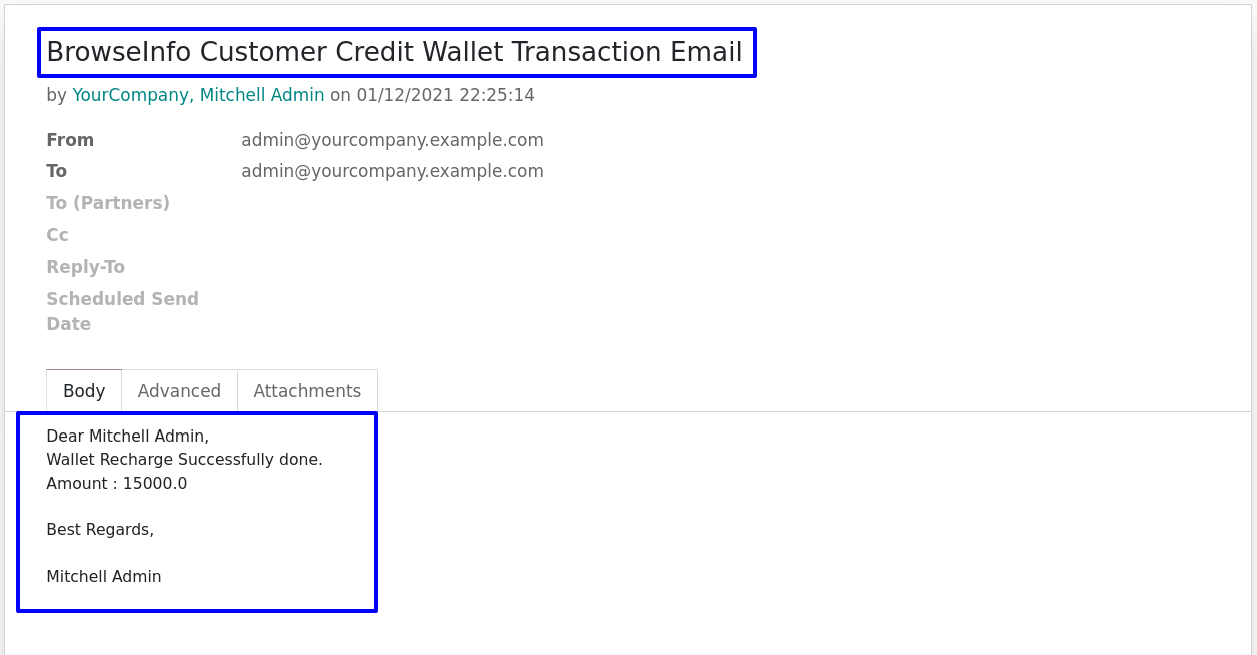 BrowseInfo Customer Credit Wallet Transaction Email
by YourCompany, Mitchell Admin on 01/12/2021 22:25:14
From admin@yourcompany.example.com
To admin@yourcompany.example.com
To (Partners)
Cc
Reply-To
Scheduled Send
Date
Body Advanced Attachments
Dear Mitchell Admin,
Wallet Recharge Successfully done.
Amount : 15000.0
Best Regards,
Mitchell Admin